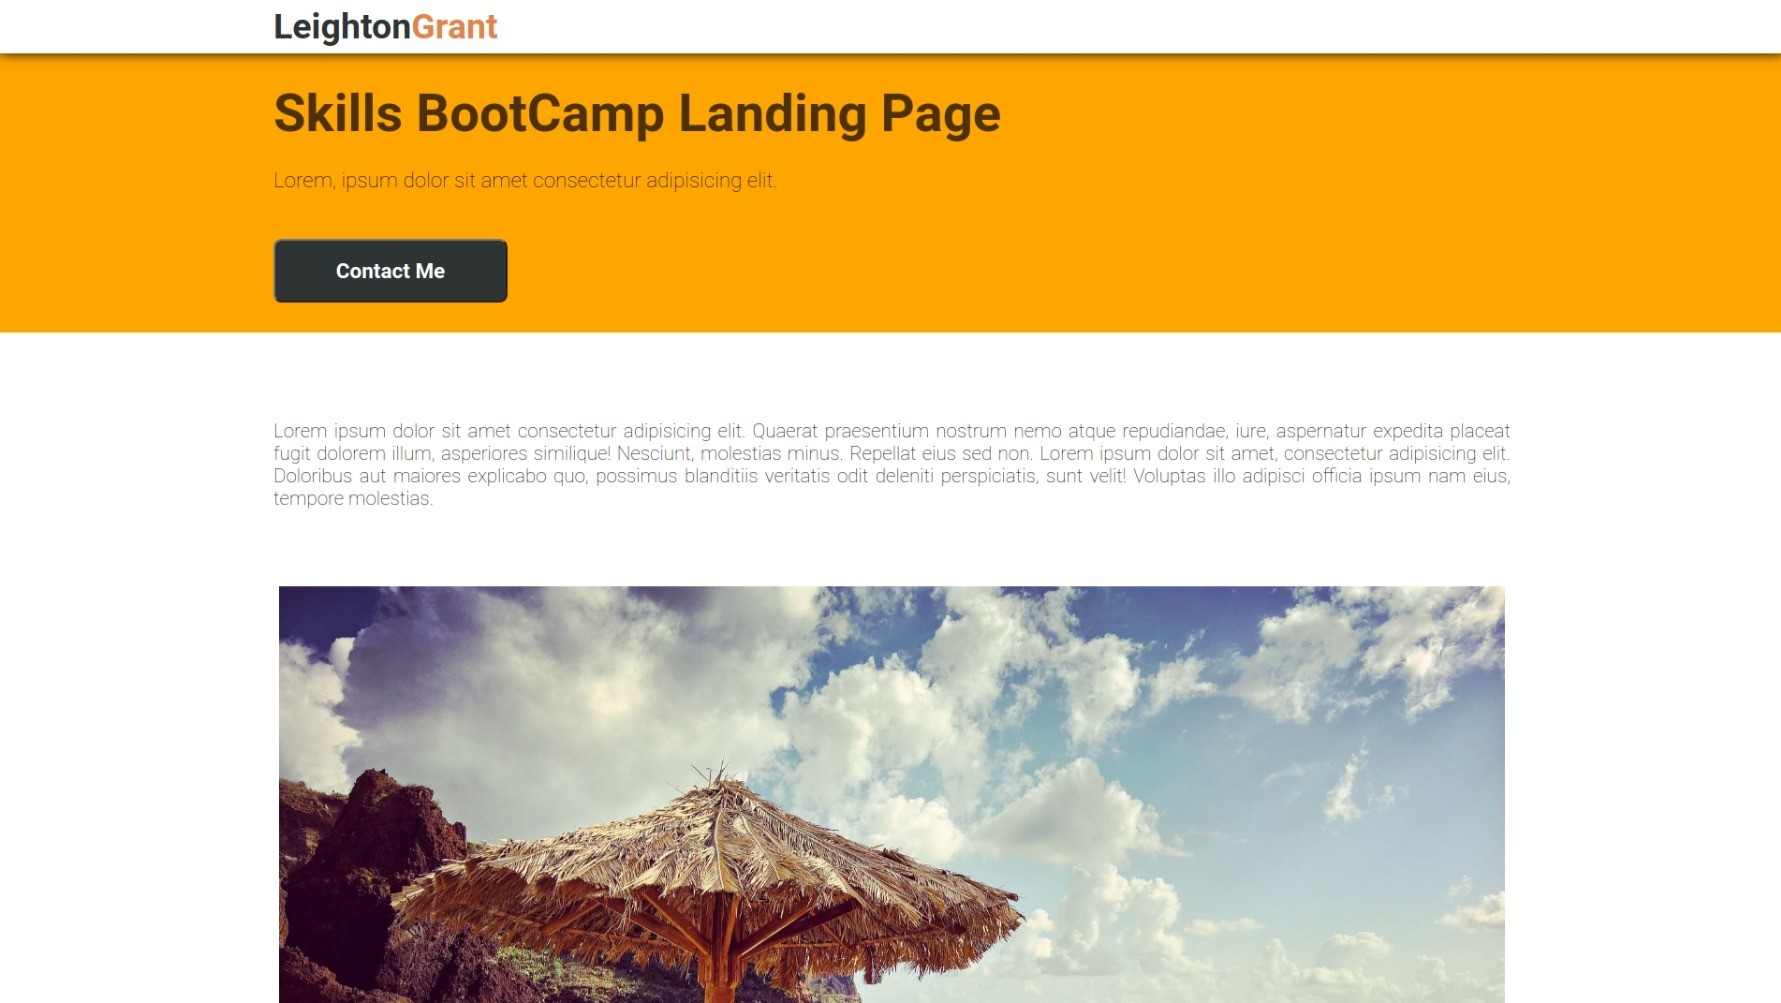 LeightonGrant
Skills BootCamp Landing Page
Lorem, ipsum dolor sit amet consectetur adipisicing elit.
Contact Me
Lorem ipsum dolor sit amet consectetur adipisicing elit. Quaerat praesentium nostrum nemo atque repudiandae, iure, aspernatur expedita placeat
fugit dolorem illum, asperiores similique! Nesciunt, molestias minus. Repellat eius sed non. Lorem ipsum dolor sit amet, consectetur adipisicing elit.
Doloribus aut maiores explicabo quo, possimus blanditiis veritatis odit deleniti perspiciatis, sunt velit! Voluptas illo adipisci officia ipsum nam eius,
tempore molestias.